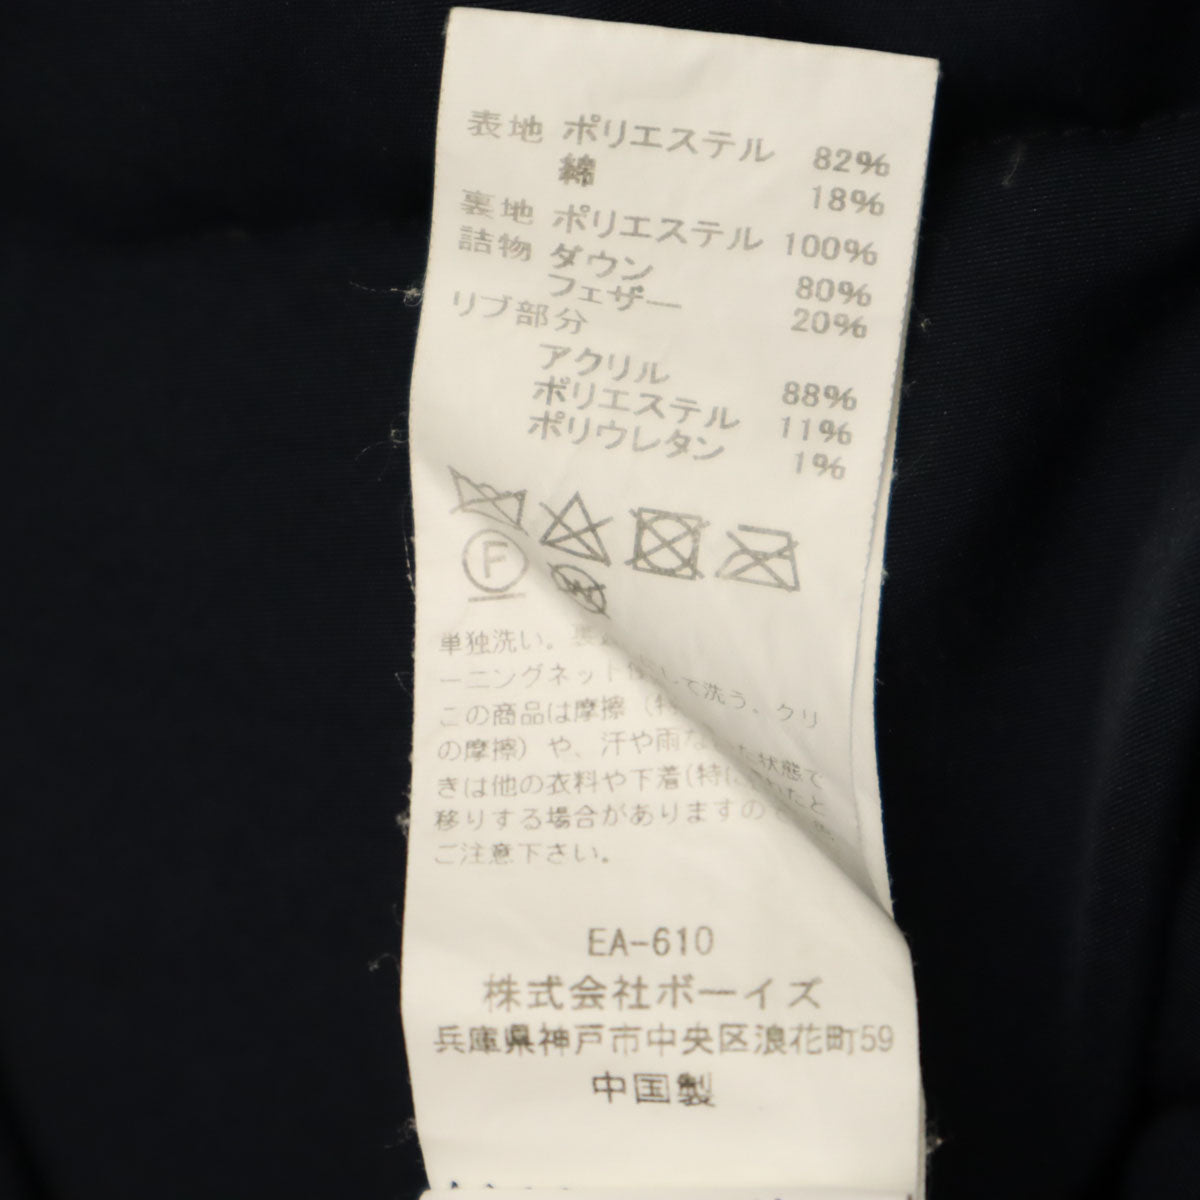 表地 ポリエステル 82%
綿 18%
裏地 ポリエステル 100%
詰物 ダウン 80%
フェザー 20%
リブ部分
アクリル 88%
ポリエステル 11%
ポリウレタン 1%
F
単独洗い。
ーニングネット して洗う。クリ
この商品は摩擦(特
の摩擦)や、汗や雨 た状態で
きは他の衣料や下着(特に れたと
移りする場合がありますので
ご注意下さい。
EA-610
株式会社ボーイズ
兵庫県神戸市中央区浪花町59
中国製